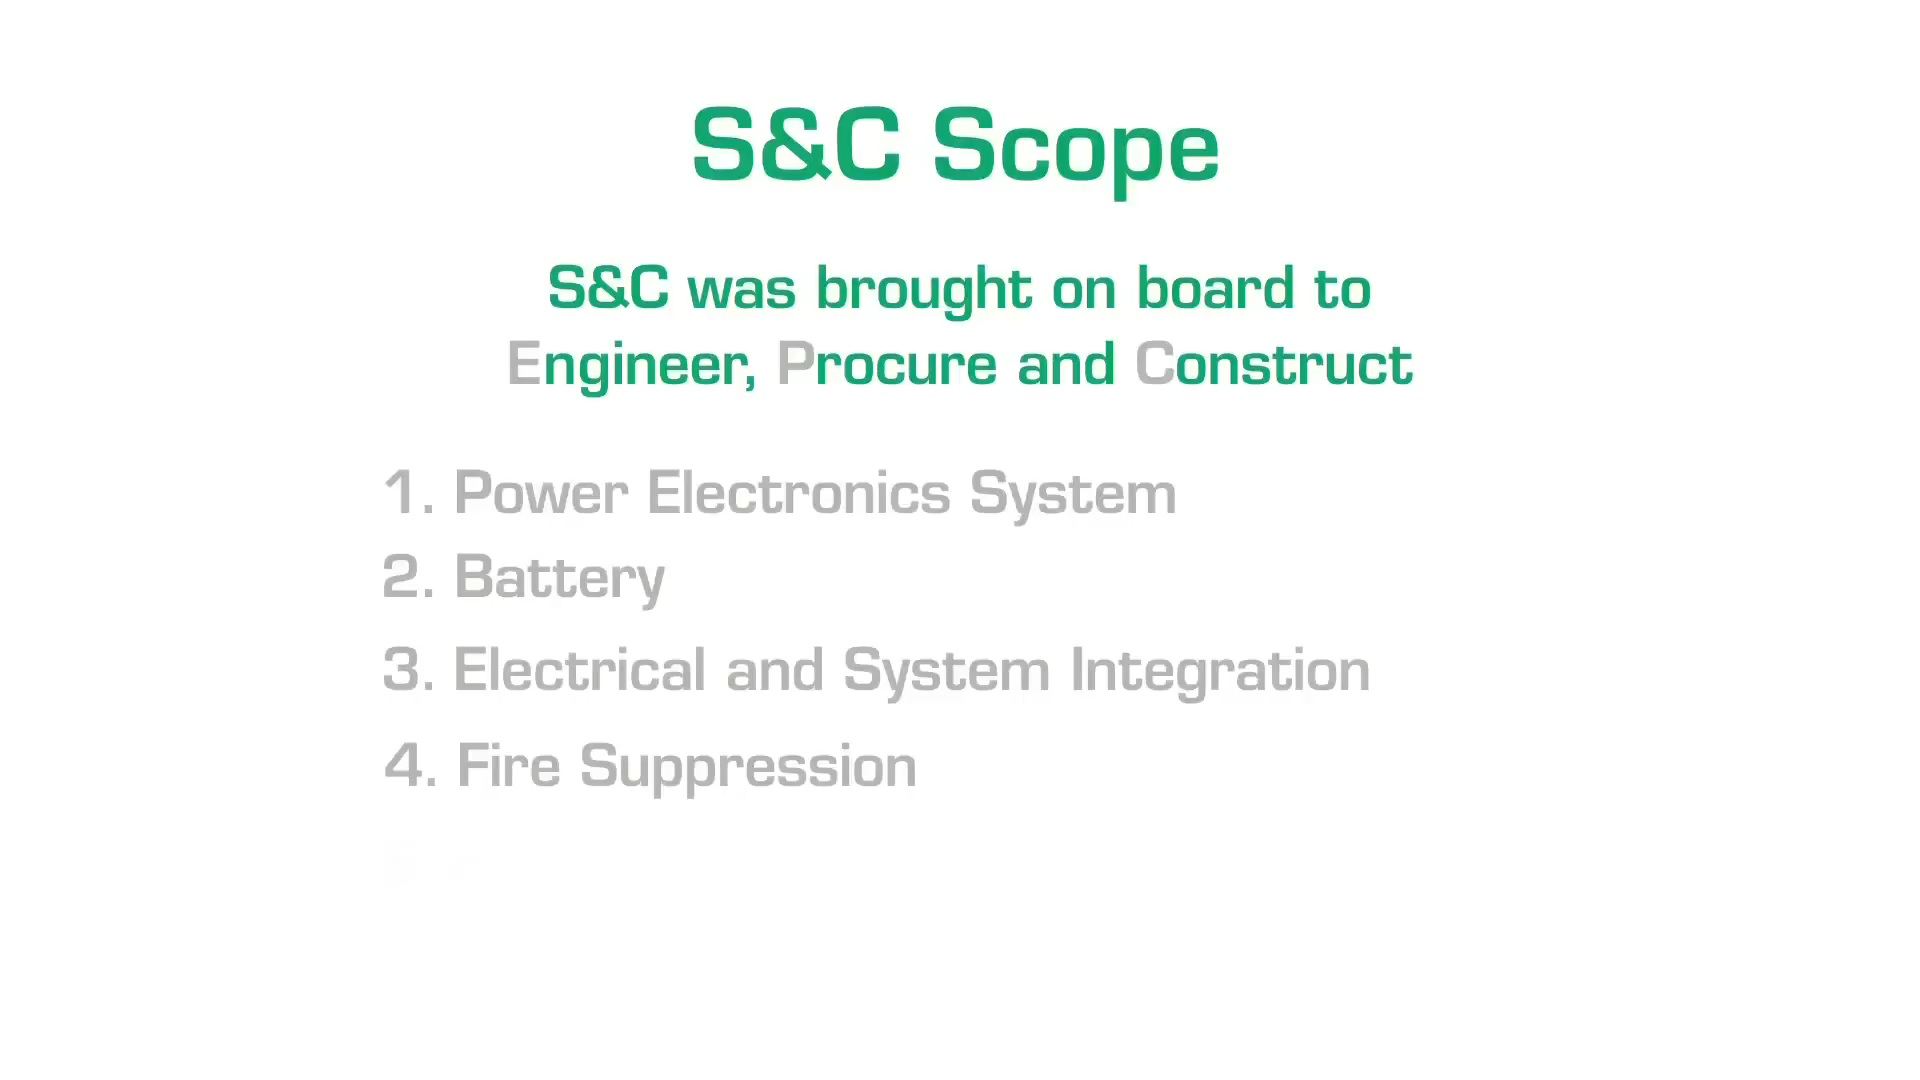 S&C Scope
S&C was brought on board to
Engineer, Procure and Construct
1. Power Electronics System
2. Battery
3. Electrical and System Integration
4. Fire Suppression